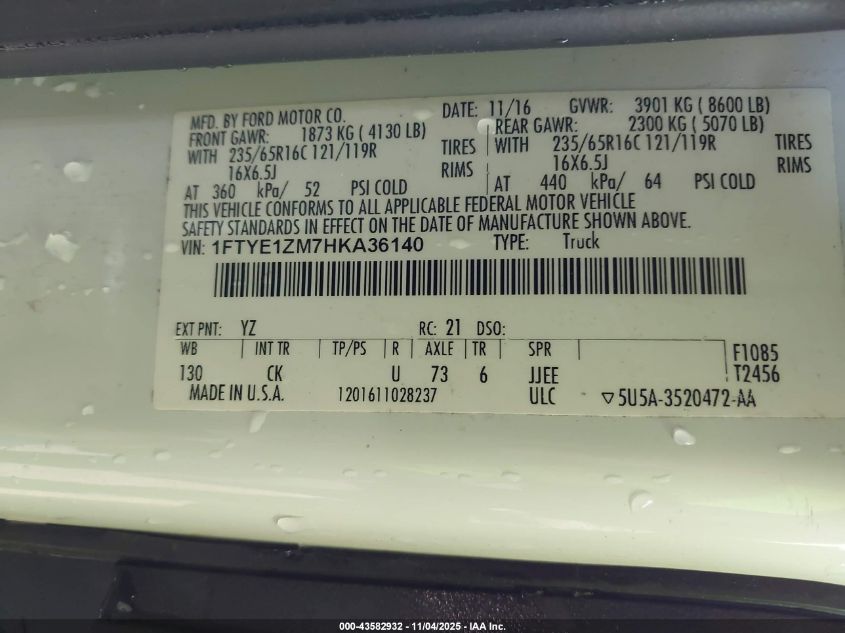 MFD. BY FORD MOTOR CO. DATE: 11/16 GVWR: 3901 KG ( 8600 LB)
FRONT GAWR: 1873 KG ( 4130 LB) REAR GAWR: 2300 KG ( 5070 LB)
WITH 235/65R16C 121/119R TIRES WITH 235/65R16C 121/119R TIRES
16X6.5J RIMS 16X6.5J RIMS
AT 360 kPa/ 52 PSI COLD AT 440 kPa/ 64 PSI COLD
THIS VEHICLE CONFORMS TO ALL APPLICABLE FEDERAL MOTOR VEHICLE
SAFETY STANDARDS IN EFFECT ON THE DATE OF MANUFACTURE SHOWN ABOVE.
VIN: 1FTYE1ZM7HKA36140 TYPE: Truck
EXT PNT: YZ RC: 21 DSO:
WB INT TR TP/PS R AXLE TR SPR F1085
130 CK U 73 6 JJEE T2456
MADE IN U.S.A. 1201611028237 ULC ▽5U5A-3520472-AA
000-43582932 - 11/04/2025 - IAA Inc.